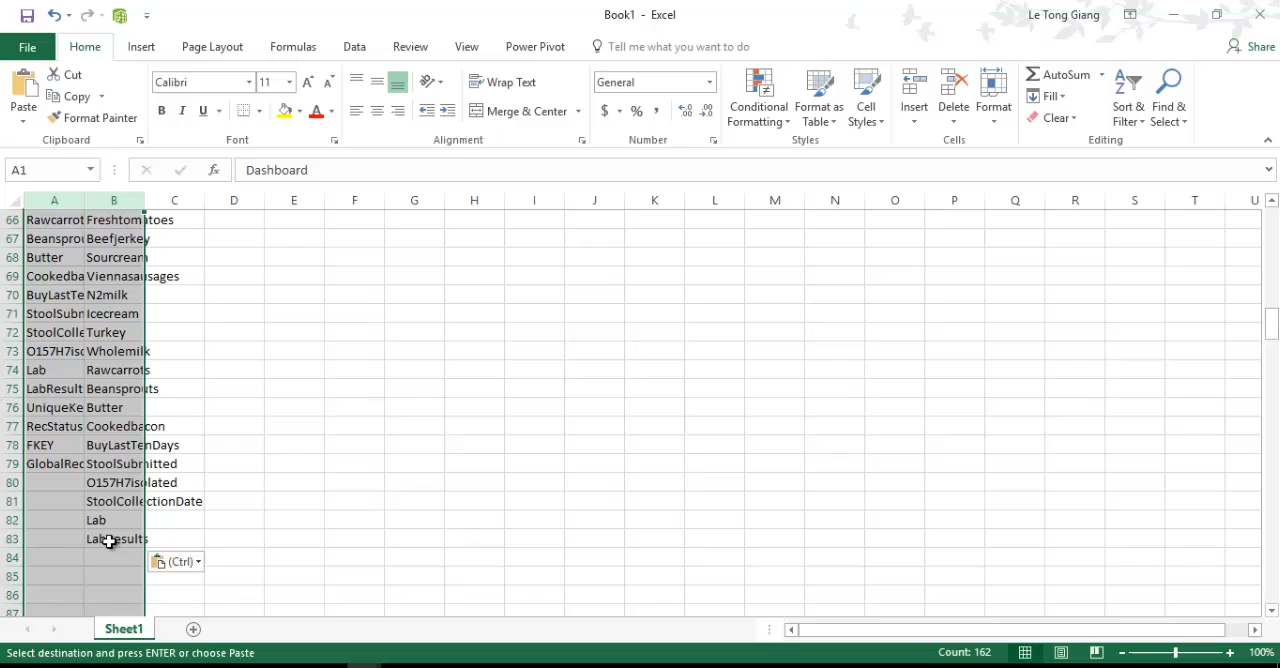 Book1 - Excel
Le Tong Giang
File Home Insert Page Layout Formulas Data Review View Power Pivot Tell me what you want to do Share
Paste
Cut
Copy
Format Painter
Clipboard
Calibri 11
B I U
Font
Wrap Text
Merge & Center
Alignment
General
$ % ,
Number
Conditional Formatting
Format as Table
Cell Styles
Styles
Insert
Delete
Format
Cells
AutoSum
Fill
Clear
Sort & Filter
Find & Select
Editing
A1 fx Dashboard
A B C D E F G H I J K L M N O P Q R S T U
66 Rawcarrot Freshtomatoes
67 Beansprou Beefjerkey
68 Butter Sourcream
69 Cookedba Viennasausages
70 BuyLastTe N2milk
71 StoolSubn Icecream
72 StoolColle Turkey
73 O157H7iso Wholemilk
74 Lab Rawcarrots
75 LabResult Beansprouts
76 UniqueKe Butter
77 RecStatus Cookedbacon
78 FKEY BuyLastTenDays
79 GlobalRec StoolSubmitted
80 O157H7isolated
81 StoolCollectionDate
82 Lab
83 LabResults
84 (Ctrl)
85
86
87
Sheet1
Select destination and press ENTER or choose Paste Count: 162 100%